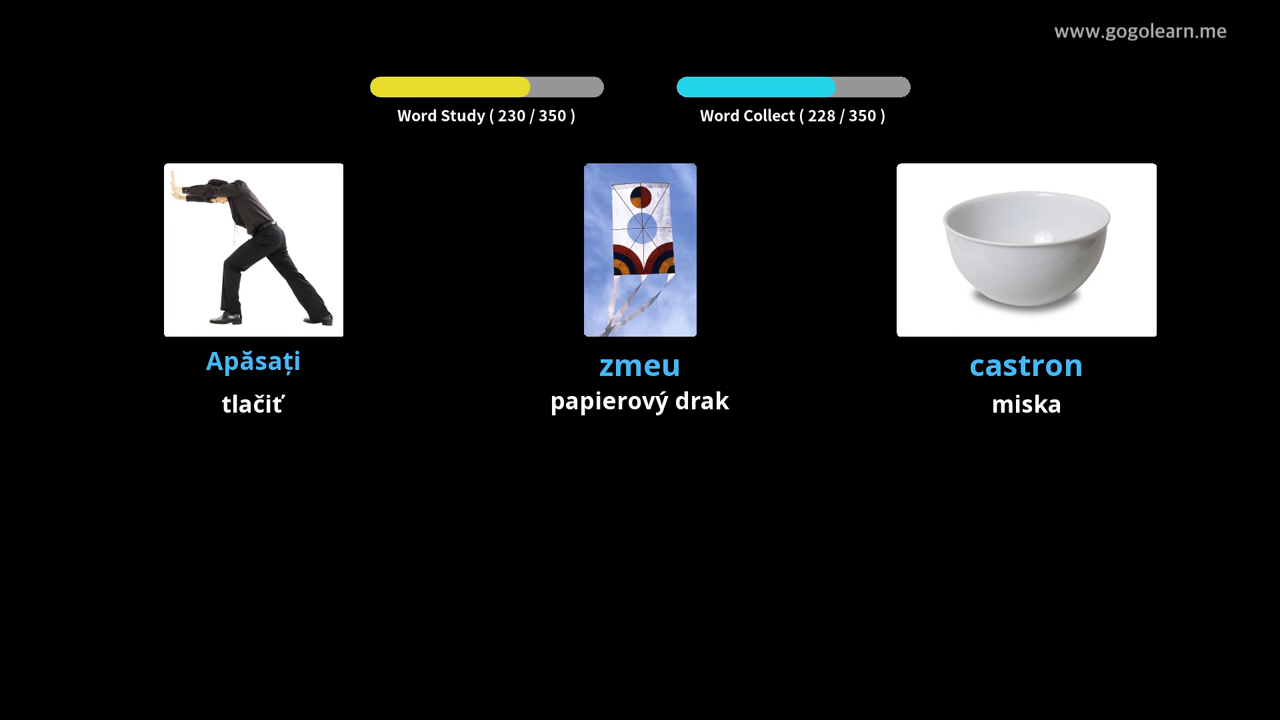 www.gogolearn.me
Word Study ( 230 / 350 )
Word Collect ( 228 / 350 )
Apăsați
zmeu
castron
tlačiť
papierový drak
miska